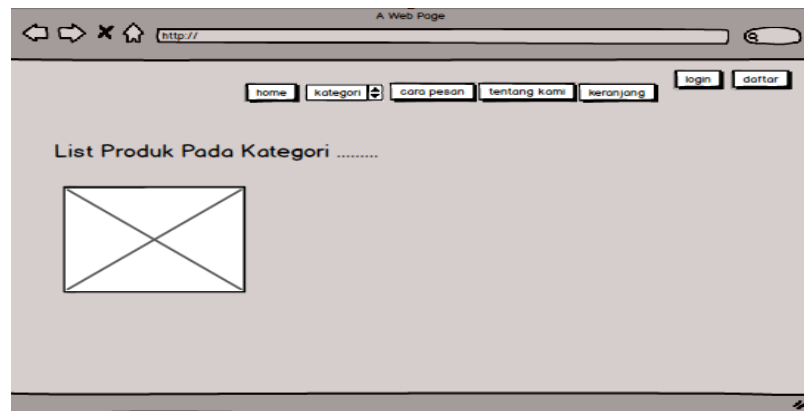 A Web Page
http://
home kategori cara pesan tentang kami keranjang login daftar
List Produk Pada Kategori .........